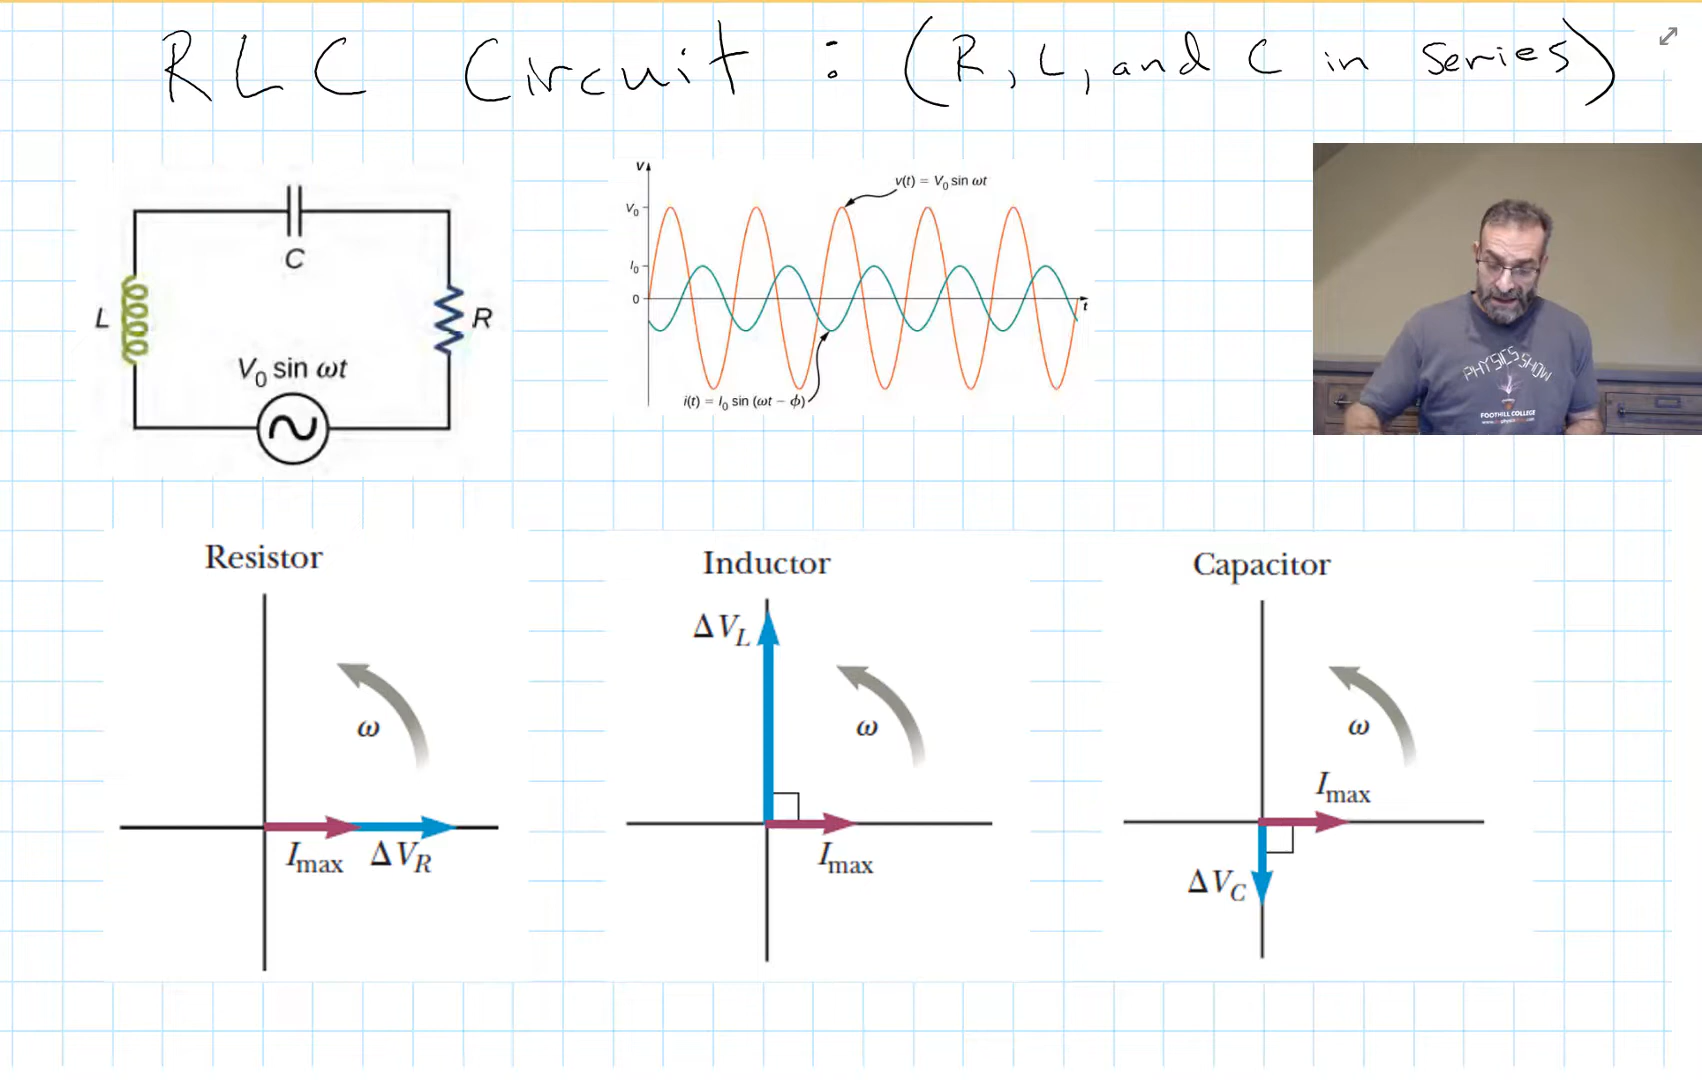 RLC Circuit : (R, L, and C in series)
C
L
R
V₀ sin ωt
V
v(t) = V₀ sin ωt
V₀
I₀
0
t
i(t) = I₀ sin (ωt − ϕ)
PHYSICS SHOW
FOOTHILL COLLEGE
Resistor
ω
Imax ΔVR
Inductor
ΔVL
ω
Imax
Capacitor
ω
Imax
ΔVC